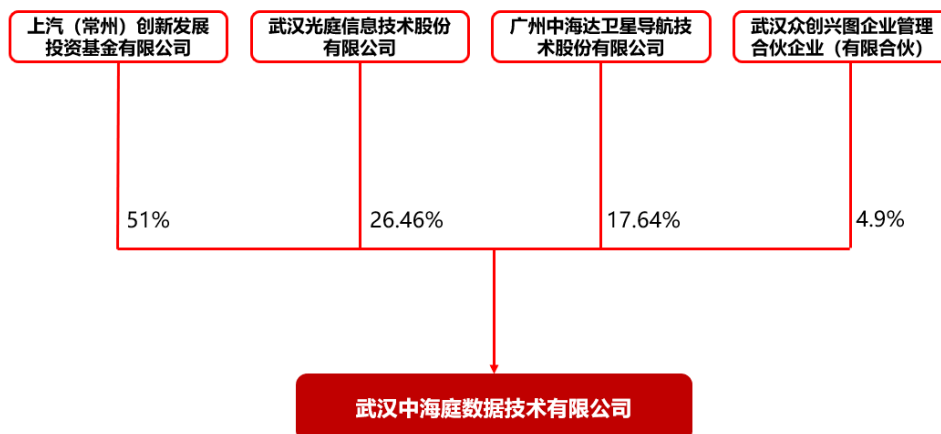 上汽（常州）创新发展
投资基金有限公司
武汉光庭信息技术股份
有限公司
广州中海达卫星导航技
术股份有限公司
武汉众创兴图企业管理
合伙企业（有限合伙）
51%
26.46%
17.64%
4.9%
武汉中海庭数据技术有限公司